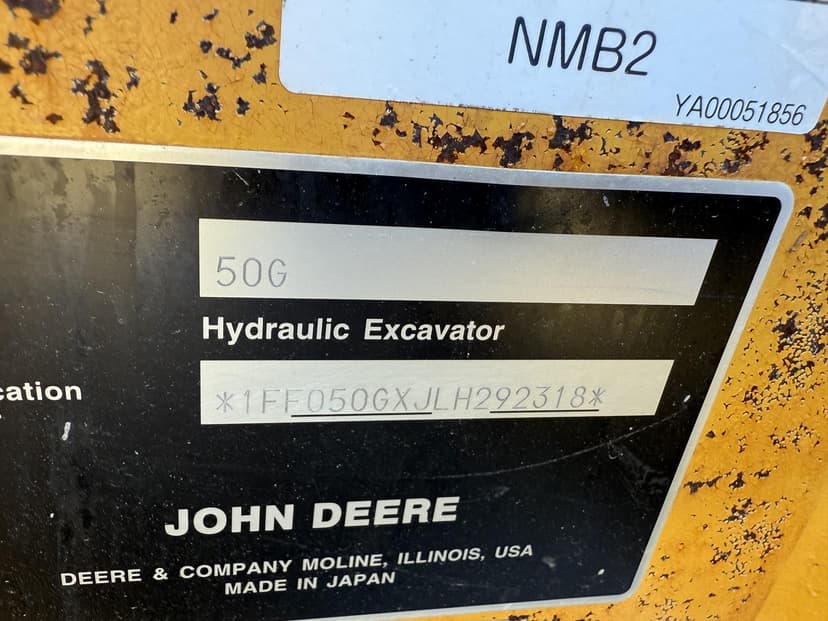 NMB2
YA00051856
50G
Hydraulic Excavator
*1FF050GXJLH292318*
cation
JOHN DEERE
DEERE & COMPANY MOLINE, ILLINOIS, USA
MADE IN JAPAN